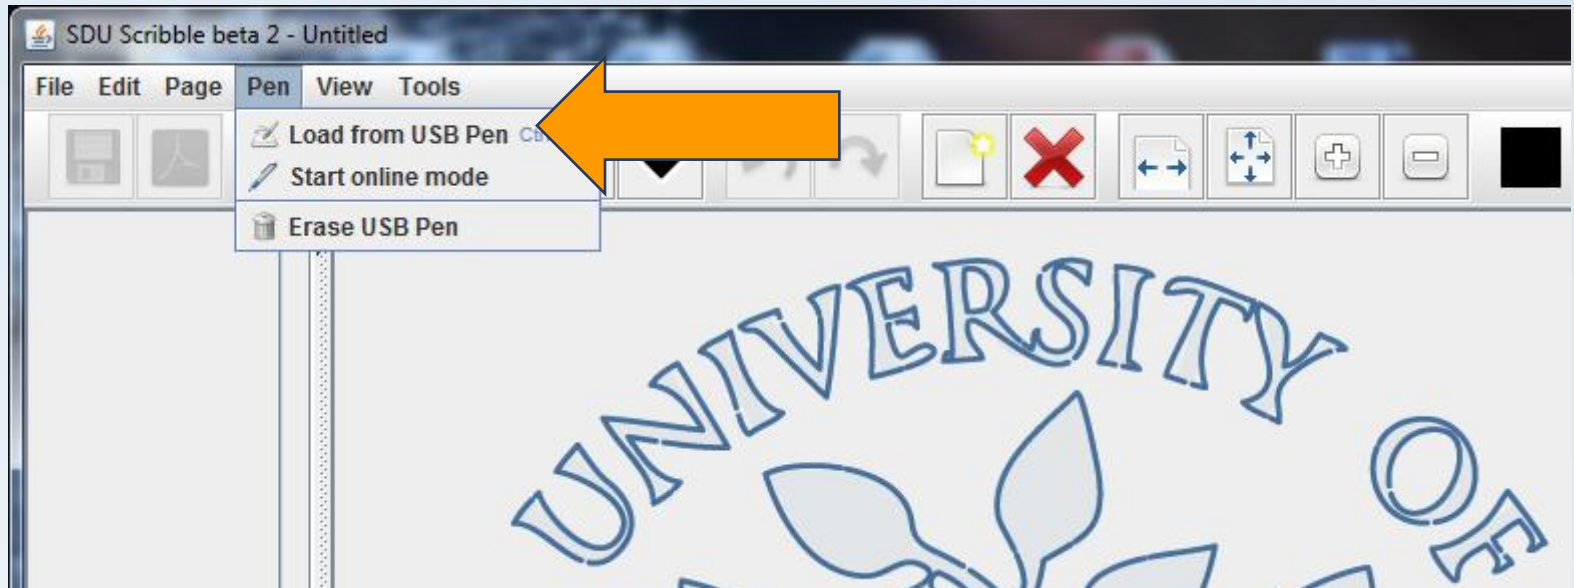 SDU Scribble beta 2 - Untitled
File Edit Page Pen View Tools
Load from USB Pen
Start online mode
Erase USB Pen
UNIVERSITY OF